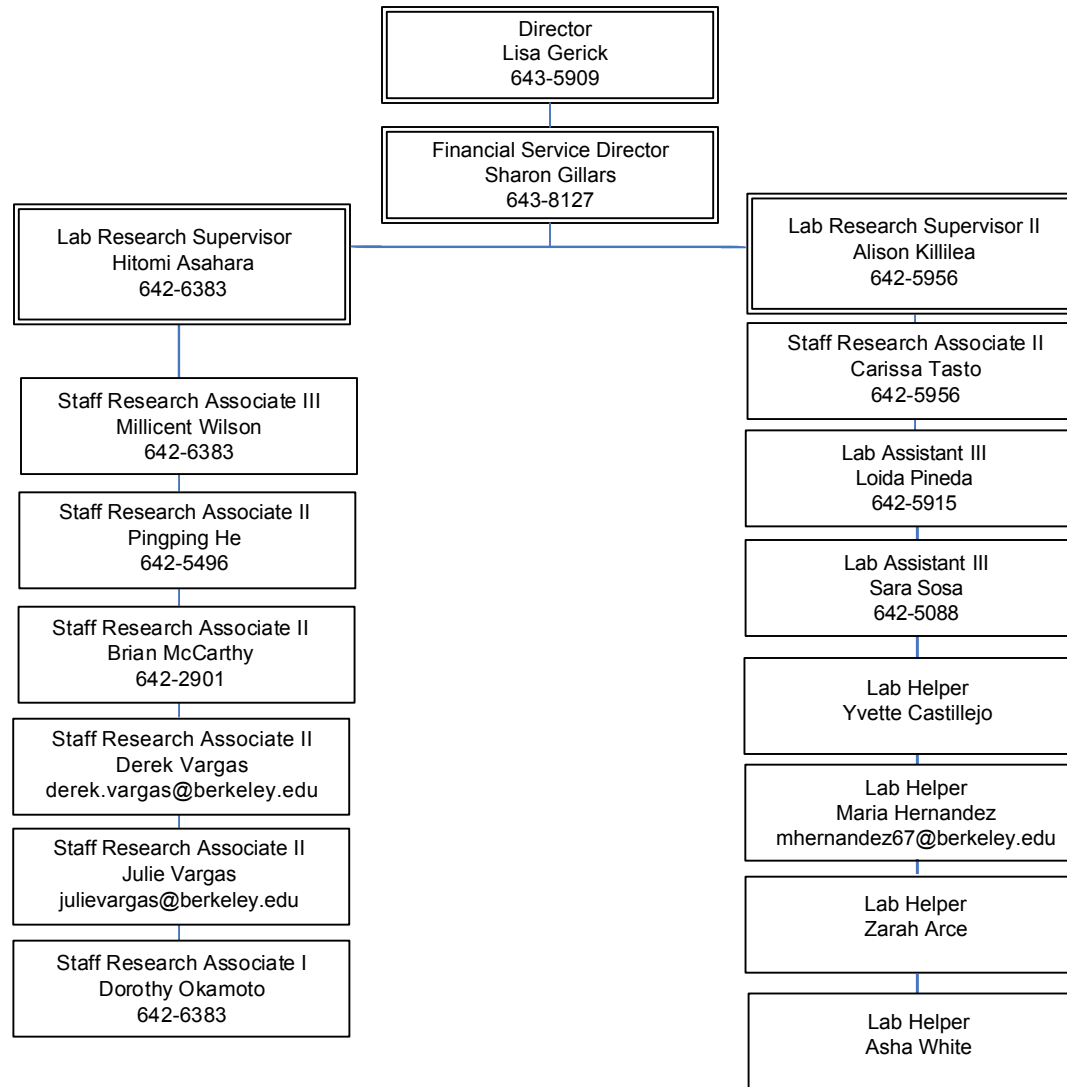 Director
Lisa Gerick
643-5909
Financial Service Director
Sharon Gillars
643-8127
Lab Research Supervisor
Hitomi Asahara
642-6383
Staff Research Associate III
Millicent Wilson
642-6383
Staff Research Associate II
Pingping He
642-5496
Staff Research Associate II
Brian McCarthy
642-2901
Staff Research Associate II
Derek Vargas
derek.vargas@berkeley.edu
Staff Research Associate II
Julie Vargas
julievargas@berkeley.edu
Staff Research Associate I
Dorothy Okamoto
642-6383
Lab Research Supervisor II
Alison Killilea
642-5956
Staff Research Associate II
Carissa Tasto
642-5956
Lab Assistant III
Loida Pineda
642-5915
Lab Assistant III
Sara Sosa
642-5088
Lab Helper
Yvette Castillejo
Lab Helper
Maria Hernandez
mhernandez67@berkeley.edu
Lab Helper
Zarah Arce
Lab Helper
Asha White